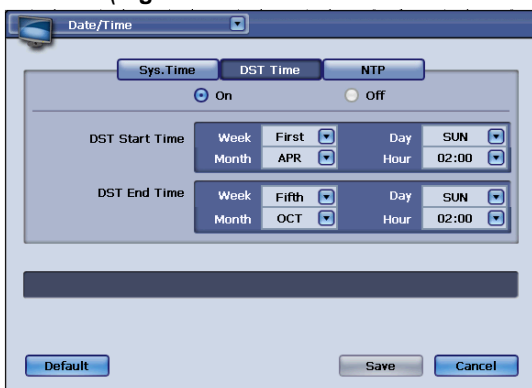 Date/Time
Sys.Time DST Time NTP
On Off
DST Start Time Week First Day SUN
Month APR Hour 02:00
DST End Time Week Fifth Day SUN
Month OCT Hour 02:00
Default Save Cancel